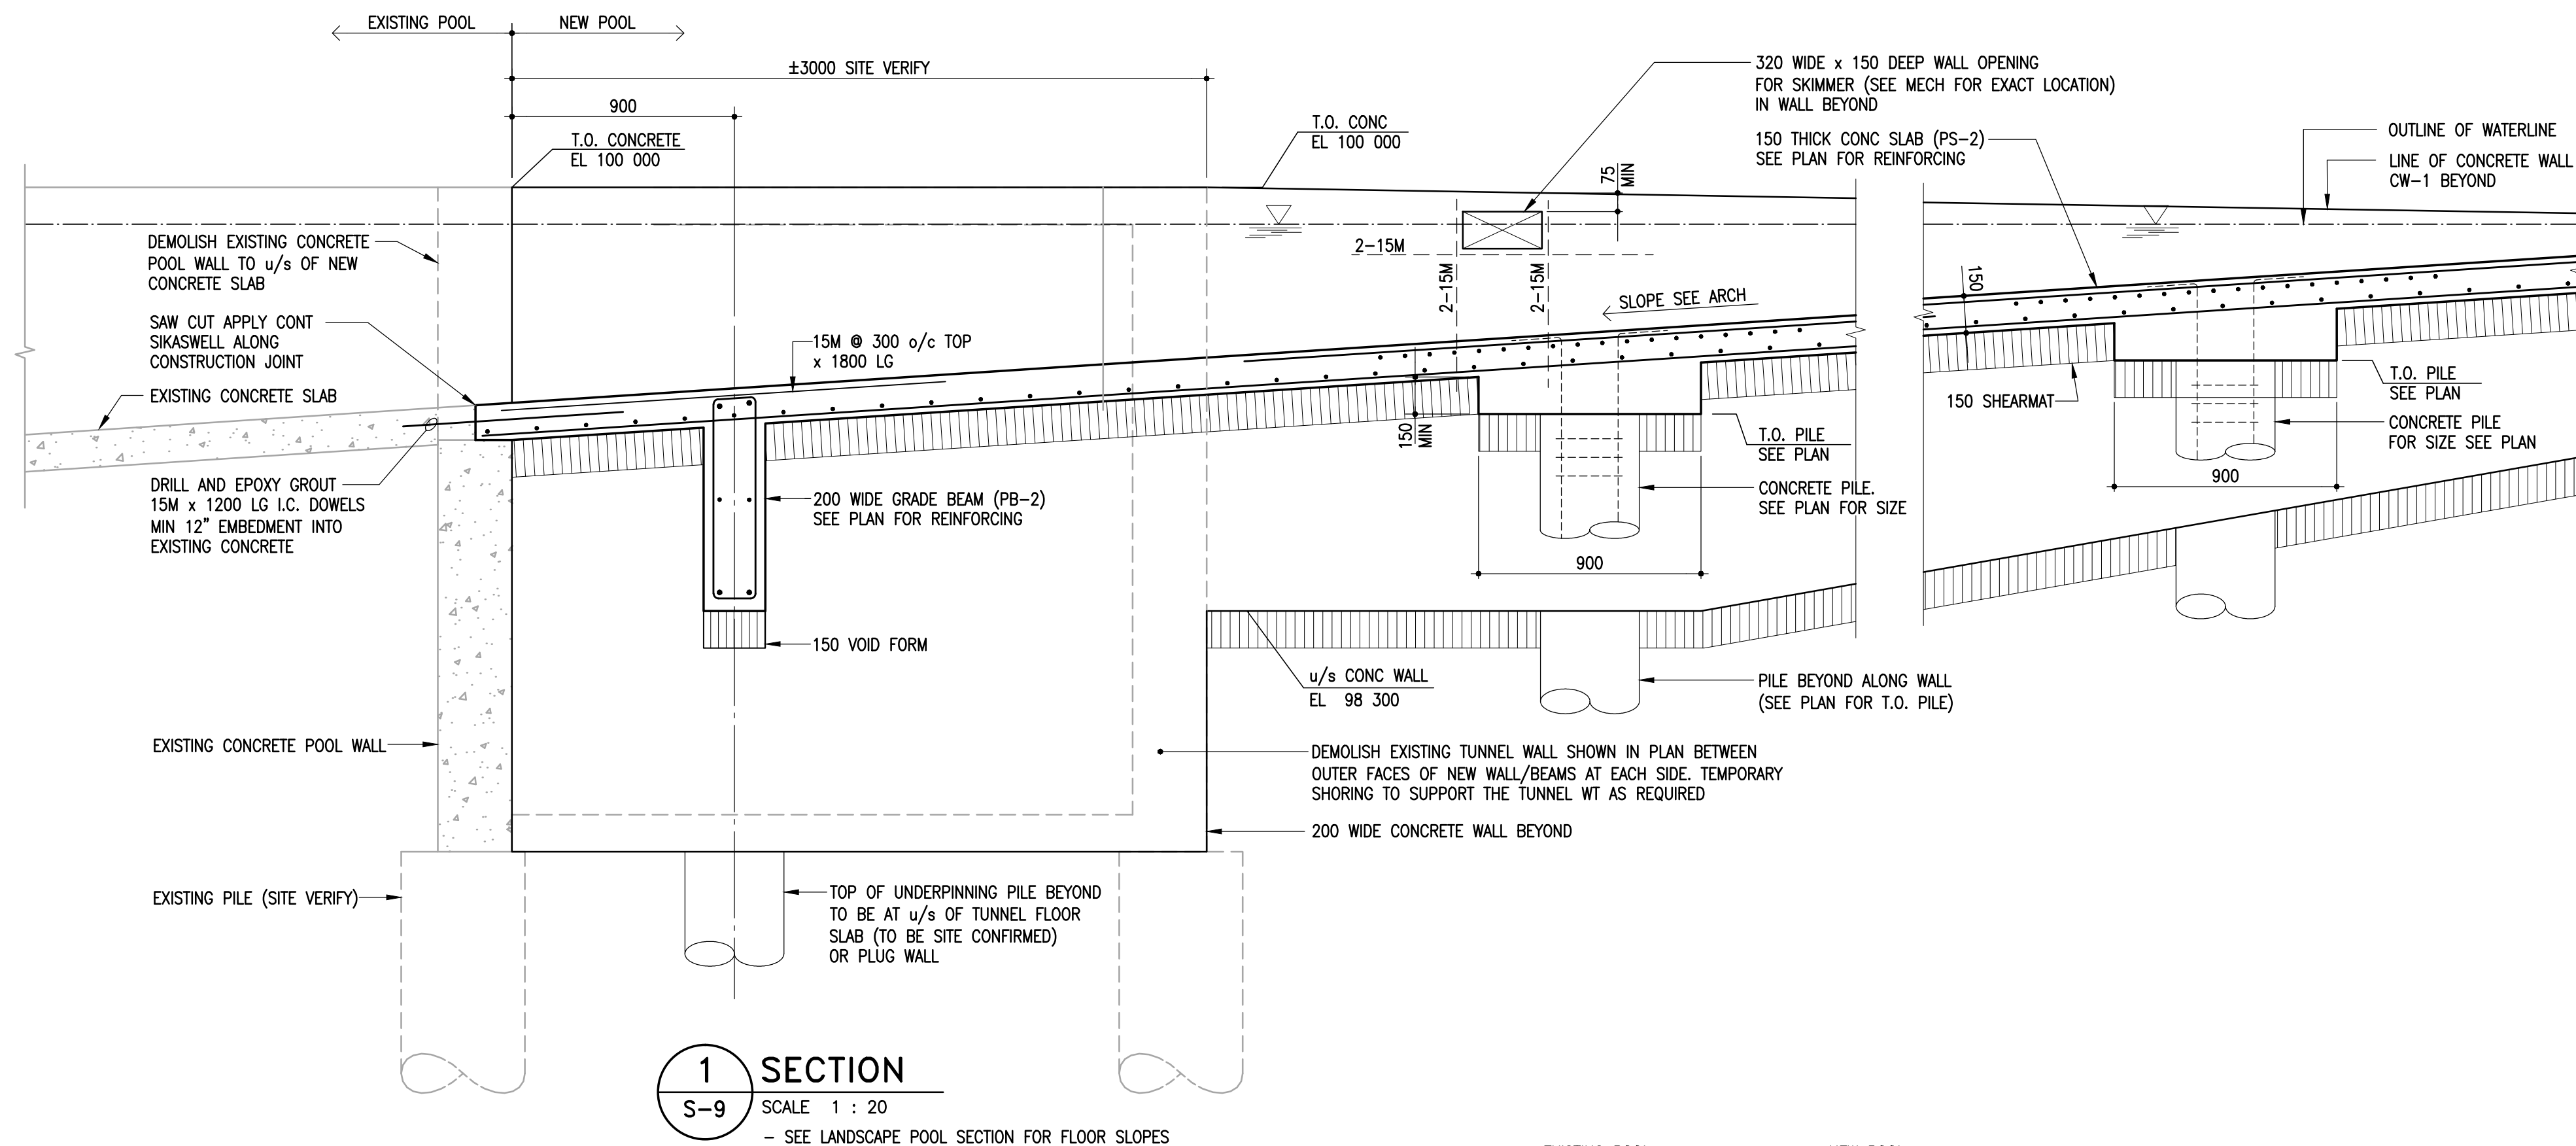 EXISTING POOL
NEW POOL
±3000 SITE VERIFY
900
T.O. CONCRETE
EL 100 000
T.O. CONC
EL 100 000
320 WIDE x 150 DEEP WALL OPENING
FOR SKIMMER (SEE MECH FOR EXACT LOCATION)
IN WALL BEYOND
150 THICK CONC SLAB (PS-2)
SEE PLAN FOR REINFORCING
OUTLINE OF WATERLINE
LINE OF CONCRETE WALL
CW-1 BEYOND
75
MIN
DEMOLISH EXISTING CONCRETE
POOL WALL TO u/s OF NEW
CONCRETE SLAB
2-15M
2-15M
2-15M
SLOPE SEE ARCH
150
SAW CUT APPLY CONT
SIKASWELL ALONG
CONSTRUCTION JOINT
15M @ 300 o/c TOP
x 1800 LG
EXISTING CONCRETE SLAB
150
MIN
150 SHEARMAT
T.O. PILE
SEE PLAN
T.O. PILE
SEE PLAN
CONCRETE PILE
FOR SIZE SEE PLAN
900
DRILL AND EPOXY GROUT
15M x 1200 LG I.C. DOWELS
MIN 12" EMBEDMENT INTO
EXISTING CONCRETE
200 WIDE GRADE BEAM (PB-2)
SEE PLAN FOR REINFORCING
CONCRETE PILE.
SEE PLAN FOR SIZE
900
150 VOID FORM
u/s CONC WALL
EL 98 300
PILE BEYOND ALONG WALL
(SEE PLAN FOR T.O. PILE)
EXISTING CONCRETE POOL WALL
DEMOLISH EXISTING TUNNEL WALL SHOWN IN PLAN BETWEEN
OUTER FACES OF NEW WALL/BEAMS AT EACH SIDE. TEMPORARY
SHORING TO SUPPORT THE TUNNEL WT AS REQUIRED
200 WIDE CONCRETE WALL BEYOND
EXISTING PILE (SITE VERIFY)
TOP OF UNDERPINNING PILE BEYOND
TO BE AT u/s OF TUNNEL FLOOR
SLAB (TO BE SITE CONFIRMED)
OR PLUG WALL
1
S-9
SECTION
SCALE 1 : 20
- SEE LANDSCAPE POOL SECTION FOR FLOOR SLOPES